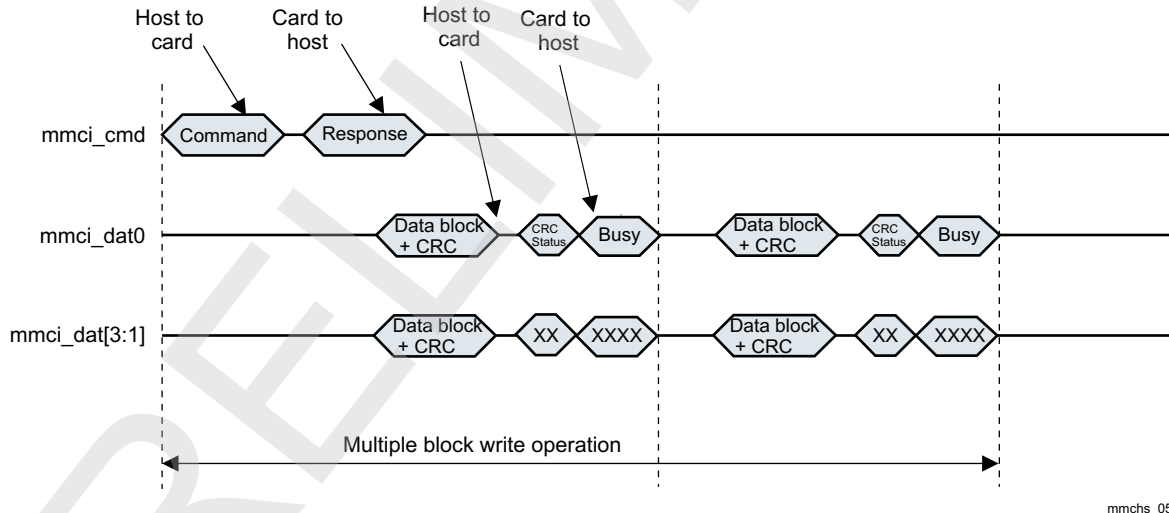 Host to
card
Card to
host
Host to
card
Card to
host
mmci_cmd
Command
Response
mmci_dat0
Data block
+ CRC
CRC
Status
Busy
Data block
+ CRC
CRC
Status
Busy
mmci_dat[3:1]
Data block
+ CRC
XX
XXXX
Data block
+ CRC
XX
XXXX
Multiple block write operation